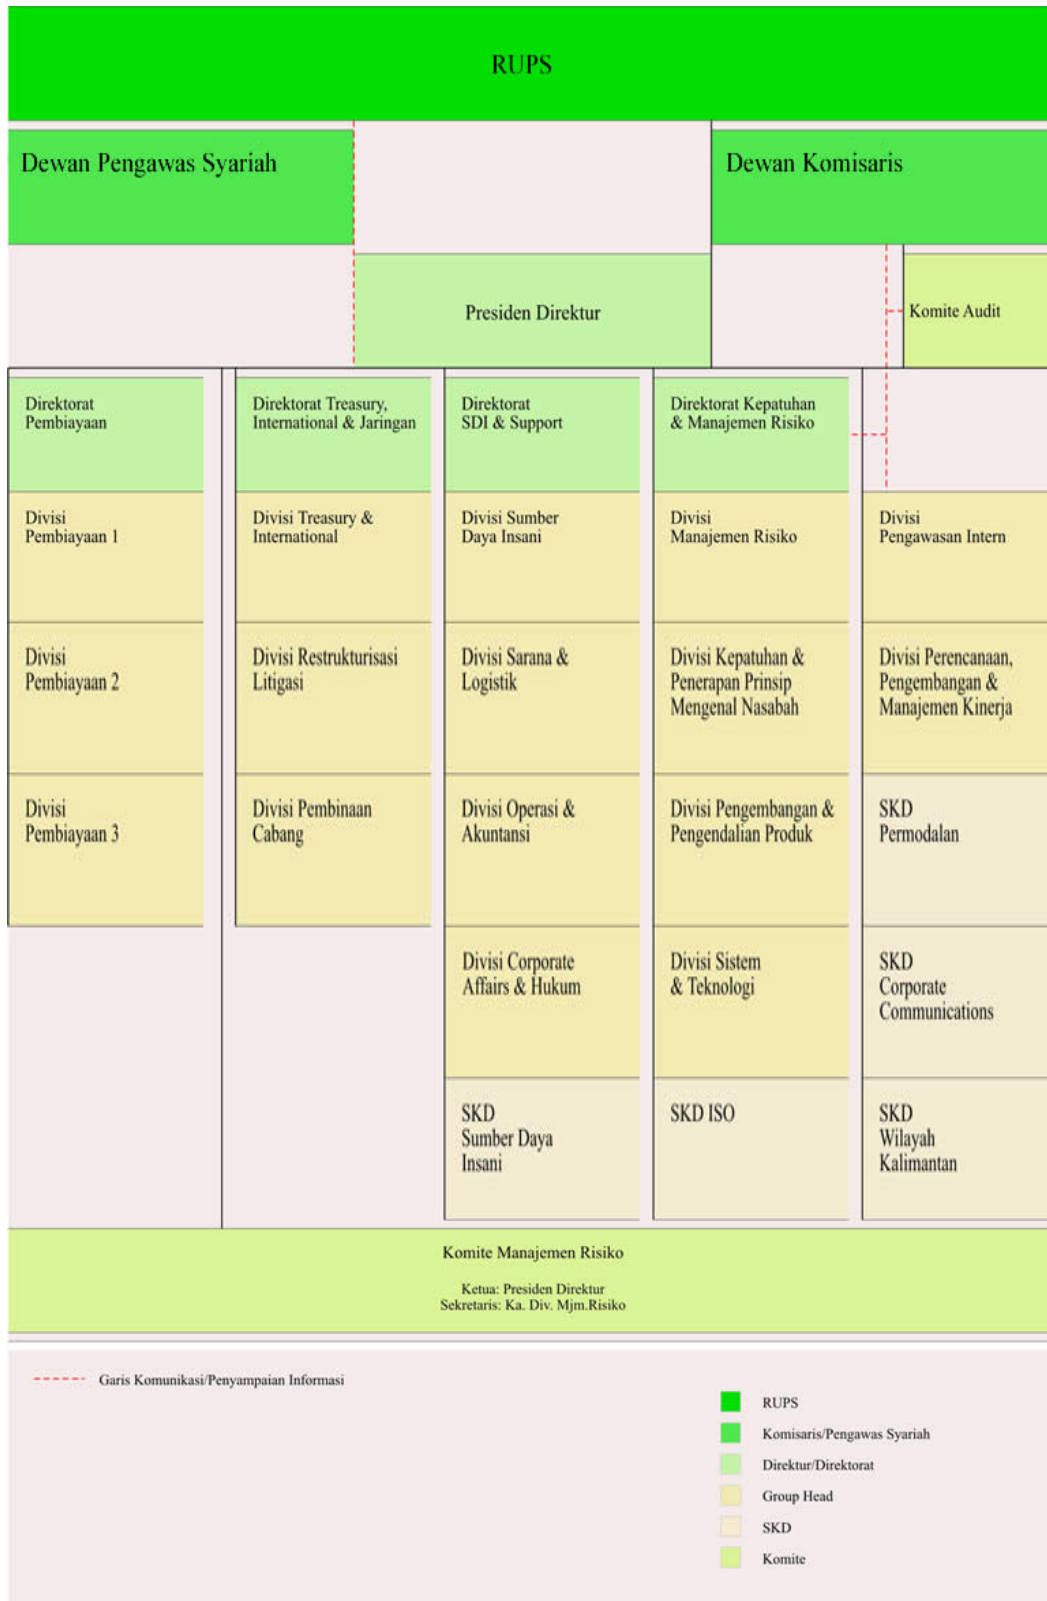 RUPS
Dewan Pengawas Syariah
Dewan Komisaris
Presiden Direktur
Komite Audit
Direktorat
Pembiayaan
Direktorat Treasury,
International & Jaringan
Direktorat
SDI & Support
Direktorat Kepatuhan
& Manajemen Risiko
Divisi
Pembiayaan 1
Divisi Treasury &
International
Divisi Sumber
Daya Insani
Divisi
Manajemen Risiko
Divisi
Pengawasan Intern
Divisi
Pembiayaan 2
Divisi Restrukturisasi
Litigasi
Divisi Sarana &
Logistik
Divisi Kepatuhan &
Penerapan Prinsip
Mengenal Nasabah
Divisi Perencanaan,
Pengembangan &
Manajemen Kinerja
Divisi
Pembiayaan 3
Divisi Pembinaan
Cabang
Divisi Operasi &
Akuntansi
Divisi Pengembangan &
Pengendalian Produk
SKD
Permodalan
Divisi Corporate
Affairs & Hukum
Divisi Sistem
& Teknologi
SKD
Corporate
Communications
SKD
Sumber Daya
Insani
SKD ISO
SKD
Wilayah
Kalimantan
Komite Manajemen Risiko
Ketua: Presiden Direktur
Sekretaris: Ka. Div. Mjm.Risiko
Garis Komunikasi/Penyampaian Informasi
RUPS
Komisaris/Pengawas Syariah
Direktur/Direktorat
Group Head
SKD
Komite